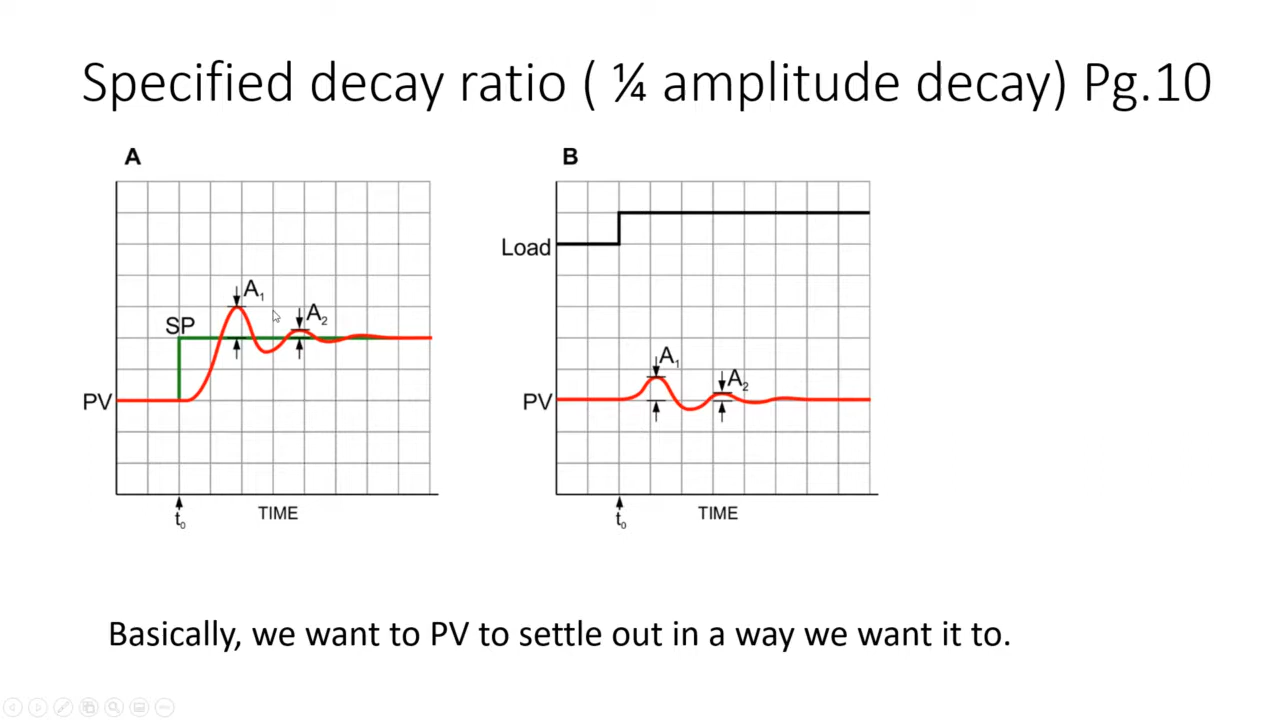 Specified decay ratio ( ¼ amplitude decay) Pg.10
A
A₁
A₂
SP
PV
t₀
TIME
B
Load
A₁
A₂
PV
t₀
TIME
Basically, we want to PV to settle out in a way we want it to.